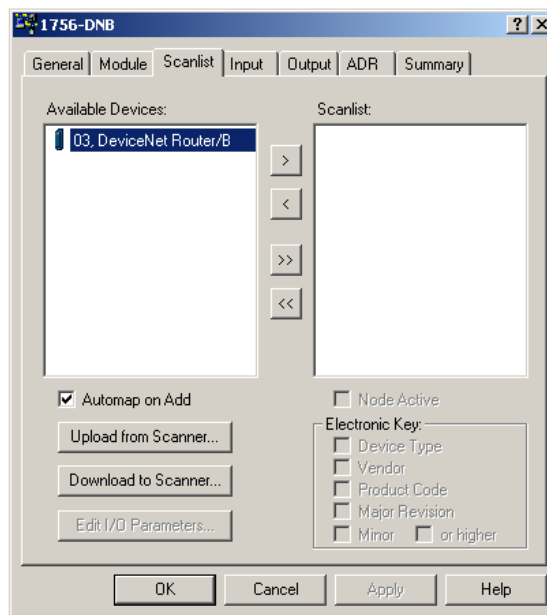 1756-DNB
General Module Scanlist Input Output ADR Summary
Available Devices: Scanlist:
03, DeviceNet Router/B
>
<
>>
<<
Automap on Add Node Active
Upload from Scanner... Electronic Key:
Device Type
Vendor
Download to Scanner... Product Code
Major Revision
Edit I/O Parameters... Minor or higher
OK Cancel Apply Help